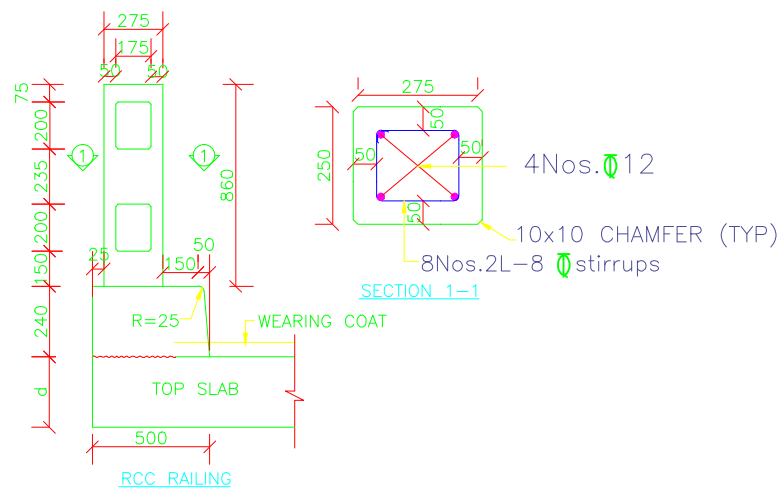 275
175
50
50
75
200
235
200
150
240
d
1
1
860
25
150
50
R=25
WEARING COAT
TOP SLAB
500
RCC RAILING
275
250
50
50
50
50
4Nos.Φ12
10x10 CHAMFER (TYP)
8Nos.2L-8 Φ stirrups
SECTION 1-1